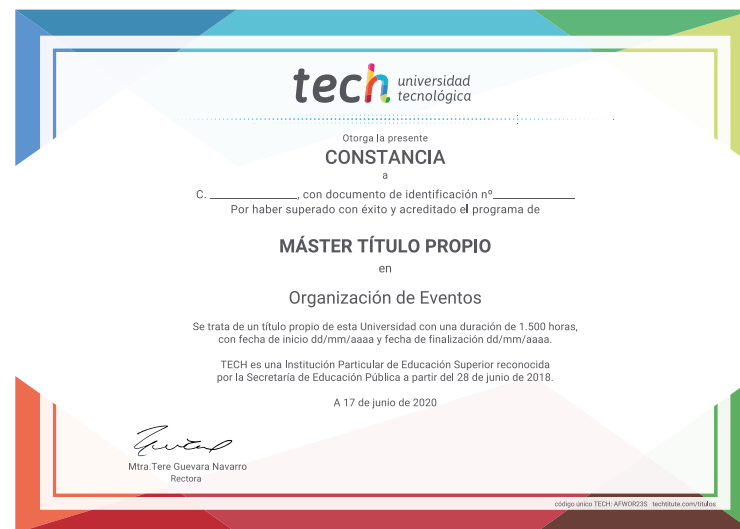 tech universidad
tecnológica
Otorga la presente
CONSTANCIA
a
C. ______________, con documento de identificación nº______________
Por haber superado con éxito y acreditado el programa de
MÁSTER TÍTULO PROPIO
en
Organización de Eventos
Se trata de un título propio de esta Universidad con una duración de 1.500 horas,
con fecha de inicio dd/mm/aaaa y fecha de finalización dd/mm/aaaa.
TECH es una Institución Particular de Educación Superior reconocida
por la Secretaría de Educación Pública a partir del 28 de junio de 2018.
A 17 de junio de 2020
Mtra.Tere Guevara Navarro
Rectora
código único TECH: AFWOR23S techtitute.com/titulos